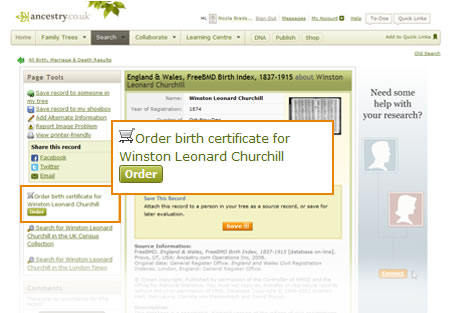 ancestry.co.uk
Hi, Sign Out Messages My Account Help To-Dos Quick Links
Home Family Trees Search Collaborate Learning Centre DNA Publish Shop Add to Quick Links
All Birth, Marriage & Death Results
Old Search
Page Tools
Save record to someone in my tree
Save record to my shoebox
Add Alternate Information
Report Image Problem
View printer-friendly
Share this record
Facebook
Twitter
Email
Order birth certificate for
Winston Leonard Churchill
Order
Search for Winston
Leonard Churchill in
the UK Census
Collection
Search for Winston
Leonard Churchill in
the London Times
Comments
England & Wales, FreeBMD Birth Index, 1837-1915 about Winston
Leonard Churchill
Name: Winston Leonard Churchill
Year of Registration: 1874
Order birth certificate for
Winston Leonard Churchill
Order
Save This Record
Attach this record to a person in your tree as a source record, or save for
later evaluation.
Save
Source Information:
FreeBMD. England & Wales, FreeBMD Birth Index, 1837-1915 [database on-line].
Provo, UT, USA: Ancestry.com Operations Inc, 2006.
Original data: General Register Office. England and Wales Civil Registration
Indexes. London, England: General Register Office.
Description:
Need some
help with
your research?
Connect